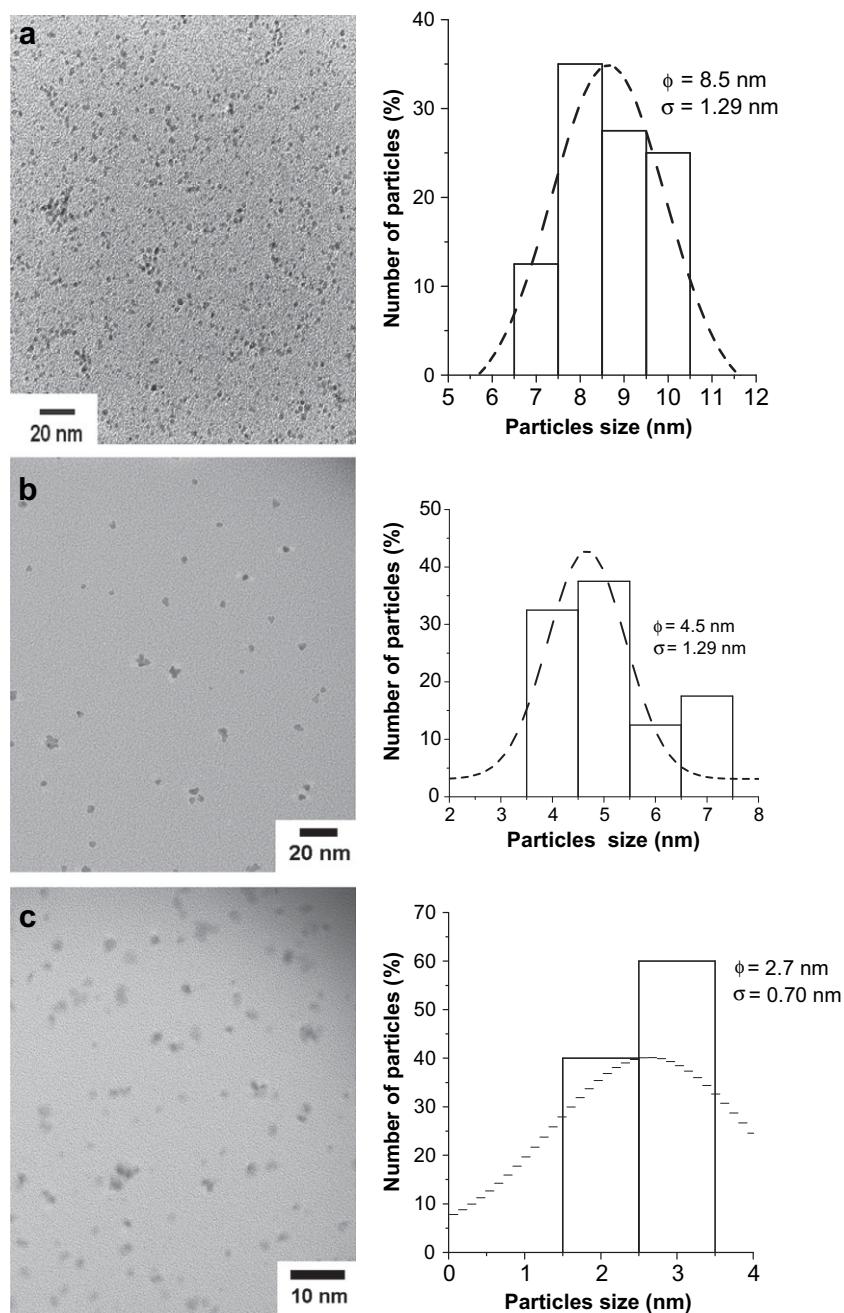 a
20 nm
40
30
20
10
0
Number of particles (%)
ϕ = 8.5 nm
σ = 1.29 nm
5 6 7 8 9 10 11 12
Particles size (nm)
b
20 nm
50
40
30
20
10
0
Number of particles (%)
ϕ = 4.5 nm
σ = 1.29 nm
2 3 4 5 6 7 8
Particles size (nm)
c
10 nm
70
60
50
40
30
20
10
0
Number of particles (%)
ϕ = 2.7 nm
σ = 0.70 nm
0 1 2 3 4
Particles size (nm)